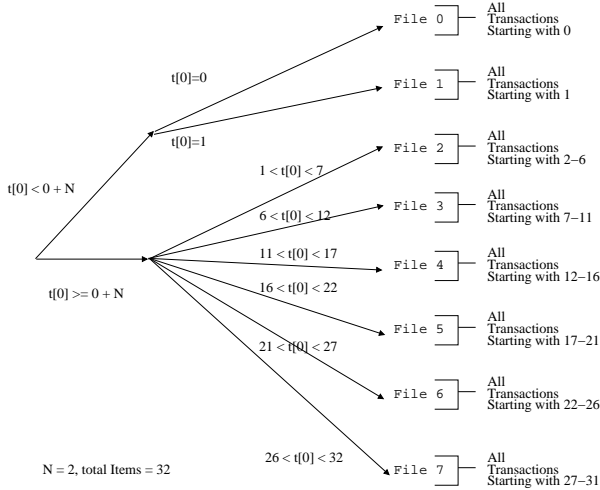 File 0
All
Transactions
Starting with 0
t[0]=0
File 1
All
Transactions
Starting with 1
t[0]=1
File 2
All
Transactions
Starting with 2–6
1 < t[0] < 7
t[0] < 0 + N
File 3
All
Transactions
Starting with 7–11
6 < t[0] < 12
File 4
All
Transactions
Starting with 12–16
11 < t[0] < 17
16 < t[0] < 22
t[0] >= 0 + N
File 5
All
Transactions
Starting with 17–21
21 < t[0] < 27
File 6
All
Transactions
Starting with 22–26
26 < t[0] < 32
File 7
All
Transactions
Starting with 27–31
N = 2, total Items = 32